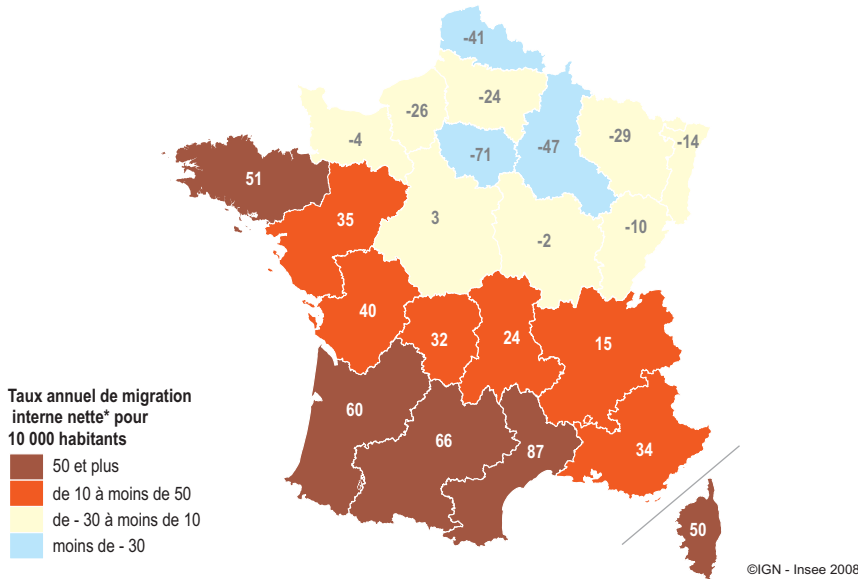 -41
-24
-26
-29
-14
-4
-71
-47
51
35
3
-2
-10
40
32
24
15
60
66
87
34
50
Taux annuel de migration
interne nette* pour
10 000 habitants
50 et plus
de 10 à moins de 50
de - 30 à moins de 10
moins de - 30
©IGN - Insee 2008